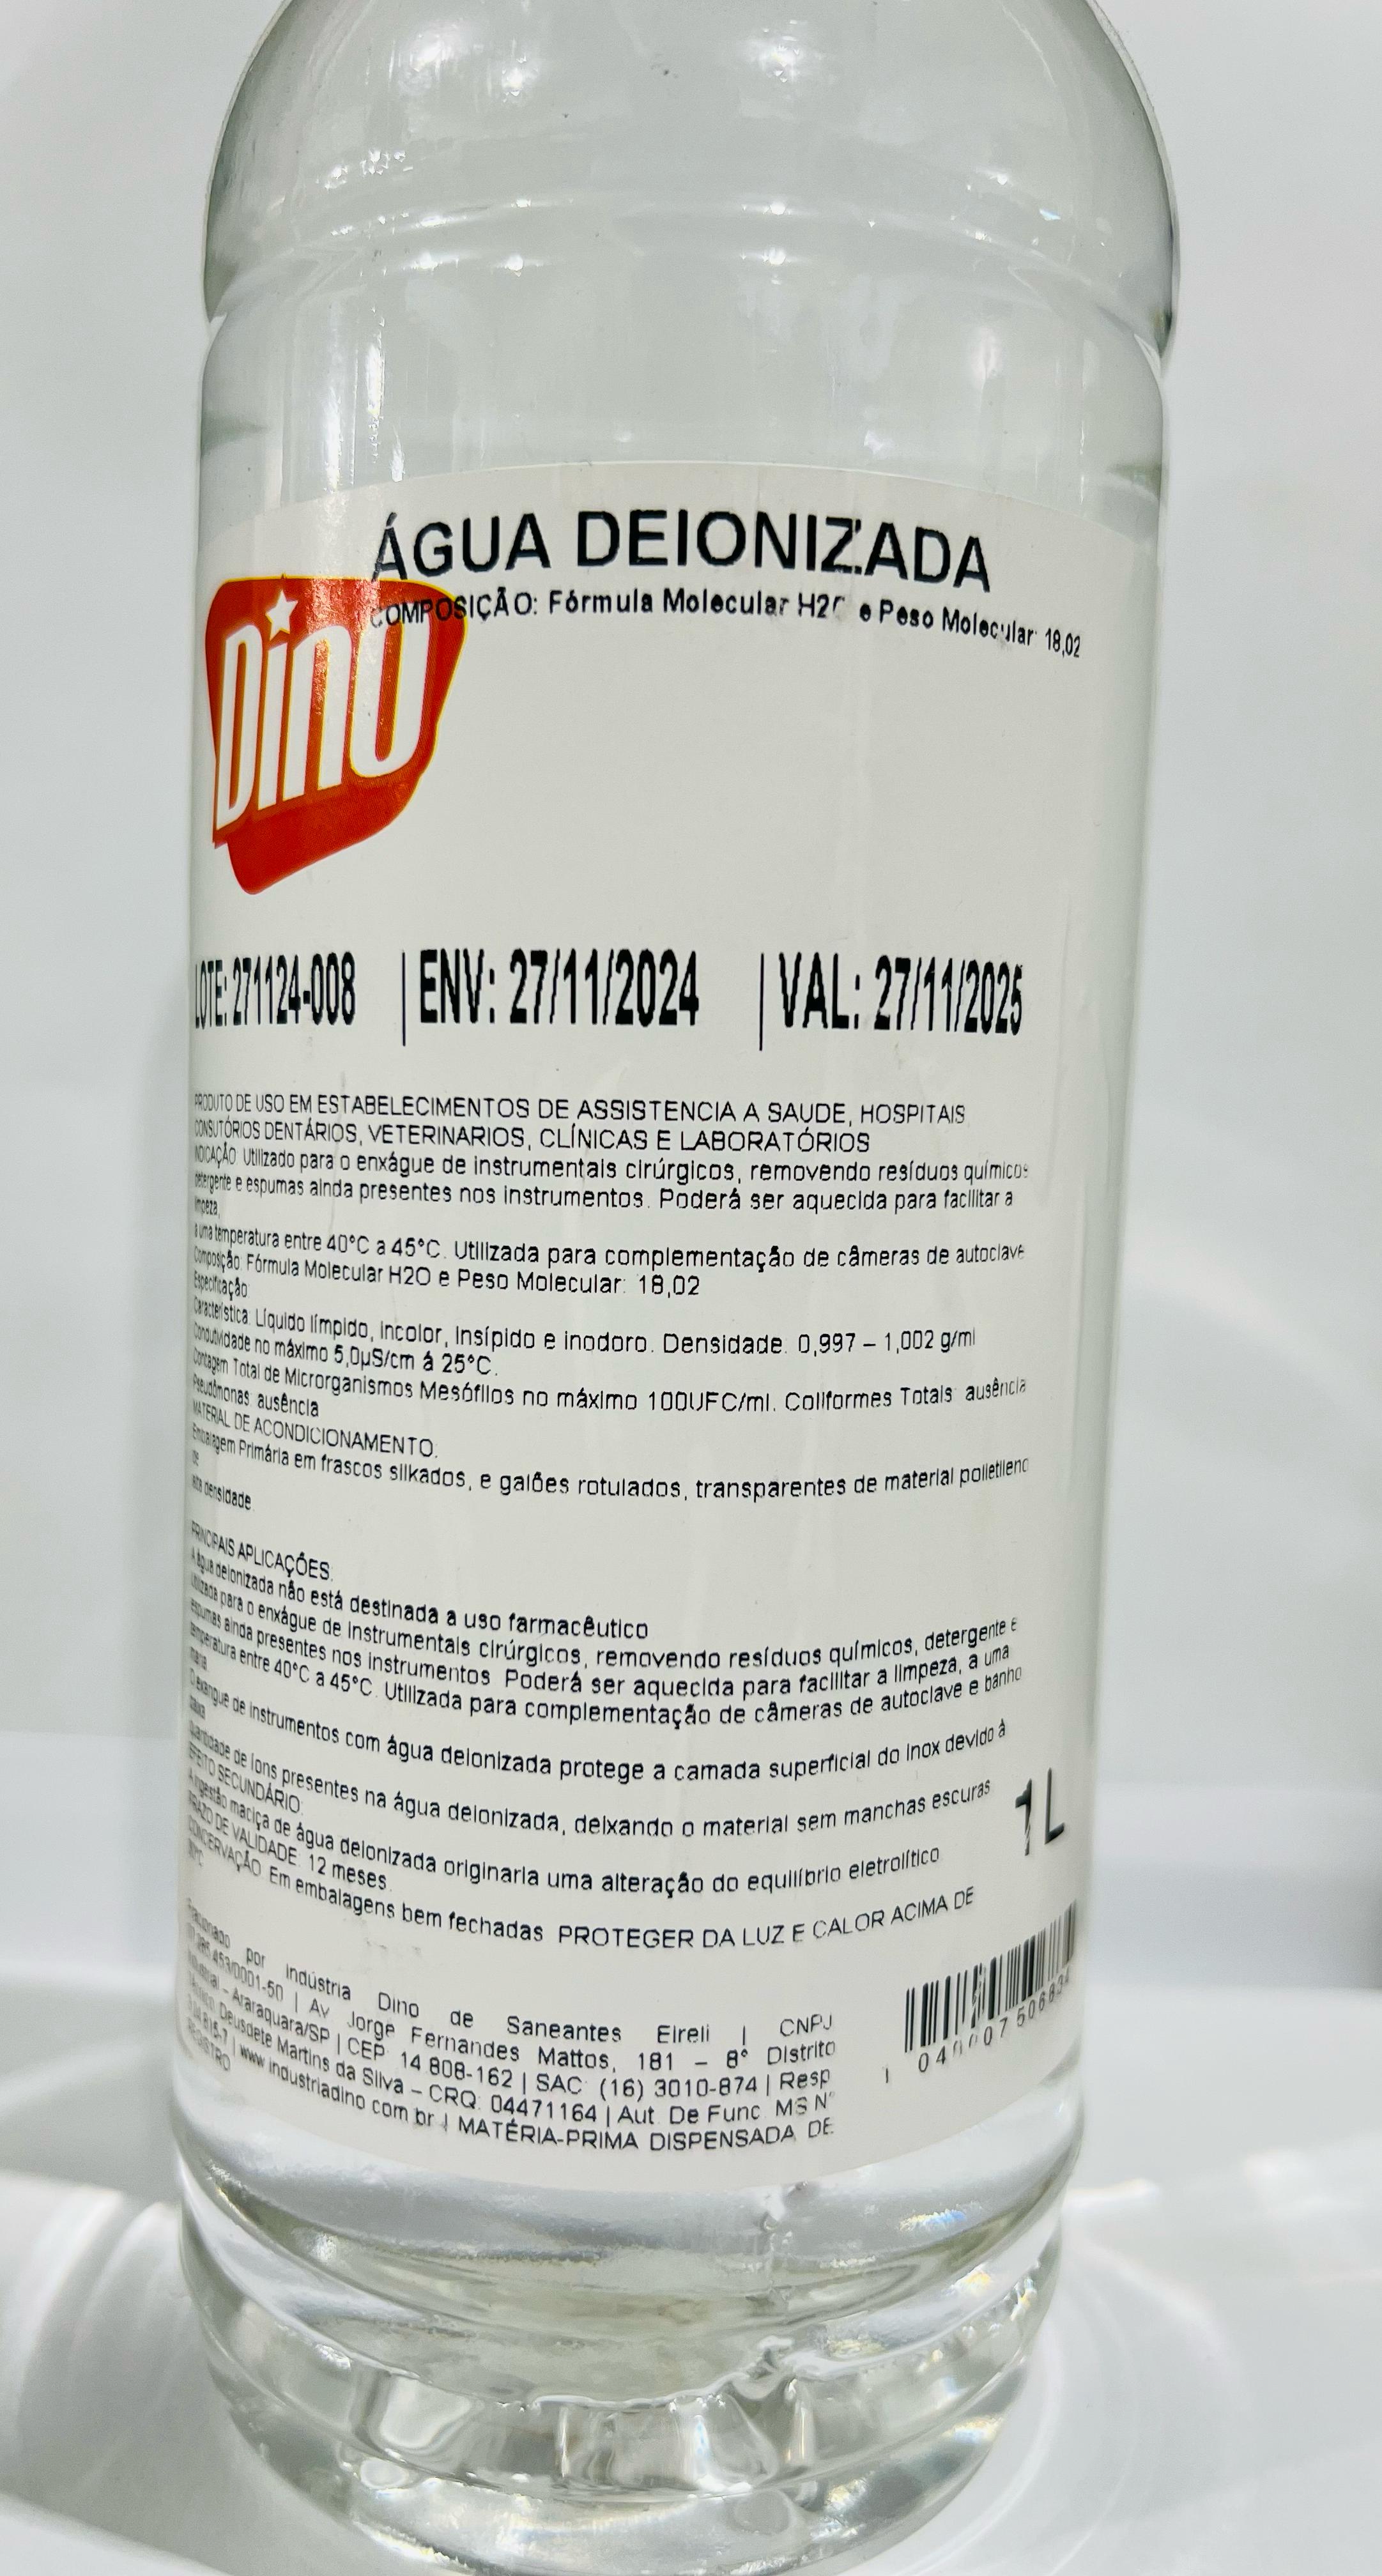 ÁGUA DEIONIZADA
COMPOSIÇÃO: Fórmula Molecular H2O e Peso Molecular: 18,02
Dino
LOTE: 271124-008 | ENV: 27/11/2024 | VAL: 27/11/2025
PRODUTO DE USO EM ESTABELECIMENTOS DE ASSISTENCIA A SAUDE, HOSPITAIS,
CONSUTÓRIOS DENTÁRIOS, VETERINARIOS, CLÍNICAS E LABORATÓRIOS
INDICAÇÃO: Utilizado para o enxágue de instrumentais cirúrgicos, removendo resíduos químicos
detergente e espumas ainda presentes nos instrumentos. Poderá ser aquecida para facilitar a
limpeza,
a uma temperatura entre 40°C a 45°C. Utilizada para complementação de câmeras de autoclave
Composição: Fórmula Molecular H2O e Peso Molecular: 18,02
Especificação:
Característica: Líquido límpido, incolor, insípido e inodoro. Densidade: 0,997 – 1,002 g/ml
Condutividade no máximo 5,0µS/cm á 25°C.
Contagem Total de Microrganismos Mesófilos no máximo 100UFC/ml. Coliformes Totais: ausência
Pseudômonas: ausência
MATERIAL DE ACONDICIONAMENTO:
Embalagem Primária em frascos silkados, e galões rotulados, transparentes de material polietileno
de
alta densidade.
PRINCIPAIS APLICAÇÕES:
A água deionizada não está destinada a uso farmacêutico
Utilizada para o enxágue de instrumentais cirúrgicos, removendo resíduos químicos, detergente e
espumas ainda presentes nos instrumentos. Poderá ser aquecida para facilitar a limpeza, a uma
temperatura entre 40°C a 45°C. Utilizada para complementação de câmeras de autoclave e banho
maria
O exangue de instrumentos com água deionizada protege a camada superficial do inox devido à
baixa
quantidade de íons presentes na água deionizada, deixando o material sem manchas escuras
EFEITO SECUNDÁRIO:
A ingestão maciça de água deionizada originaria uma alteração do equilíbrio eletrolítico
PRAZO DE VALIDADE: 12 meses.
CONCERVAÇÃO: Em embalagens bem fechadas PROTEGER DA LUZ E CALOR ACIMA DE
1L
Fracionado por Indústria Dino de Saneantes Eireli | CNPJ
453/0001-50 | Av Jorge Fernandes Mattos, 181 – 8° Distrito
Industrial – Araraquara/SP | CEP: 14 808-162 | SAC: (16) 3010-874 | Resp
Deusdete Martins da Silva – CRQ: 04471164 | Aut. De Func. MS N°
| www industriadino com br | MATÉRIA-PRIMA DISPENSADA DE
REGISTRO